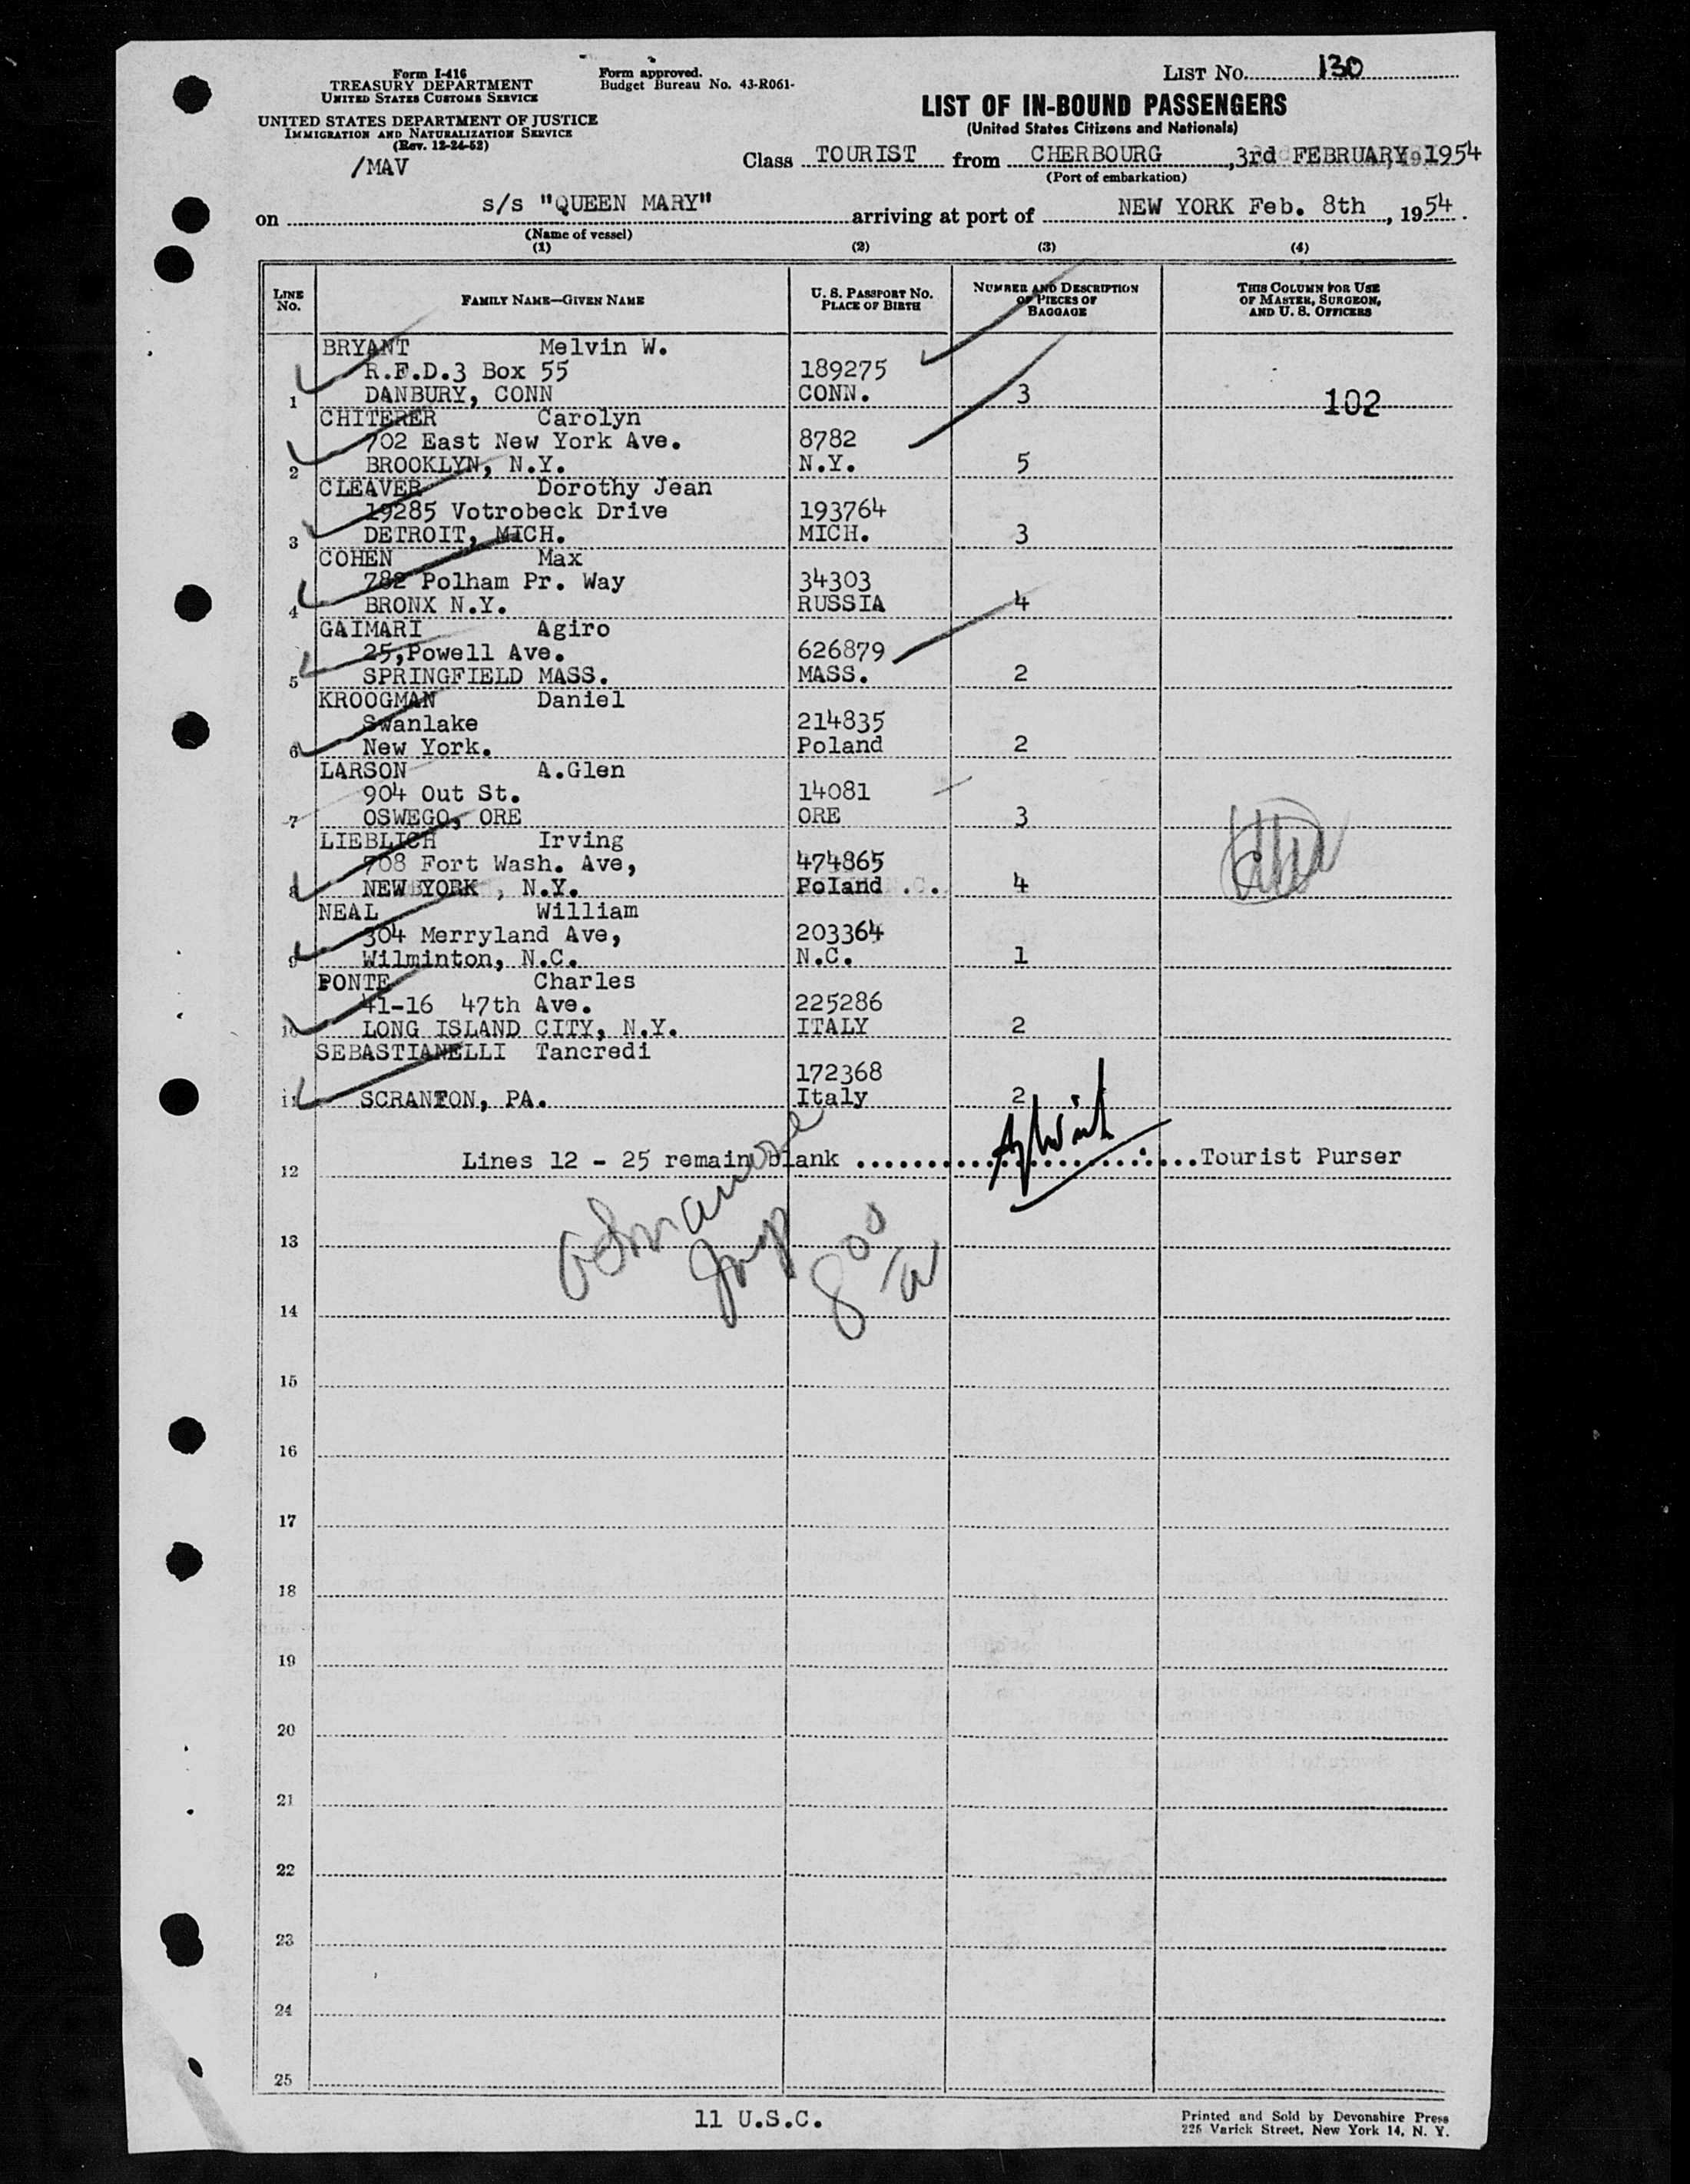 Form I-416
TREASURY DEPARTMENT
UNITED STATES CUSTOMS SERVICE
UNITED STATES DEPARTMENT OF JUSTICE
IMMIGRATION AND NATURALIZATION SERVICE
(Rev. 12-24-52)
/MAV
Form approved.
Budget Bureau No. 43-R061-
LIST No. 130
LIST OF IN-BOUND PASSENGERS
(United States Citizens and Nationals)
Class TOURIST from CHERBOURG, 3rd FEBRUARY 1954
(Port of embarkation)
on s/s "QUEEN MARY" arriving at port of NEW YORK Feb. 8th, 1954.
(Name of vessel)
(1) (2) (3) (4)
LINE No. FAMILY NAME—GIVEN NAME U. S. PASSPORT No. PLACE OF BIRTH NUMBER AND DESCRIPTION OF PIECES OF BAGGAGE THIS COLUMN FOR USE OF MASTER, SURGEON, AND U. S. OFFICERS
BRYANT Melvin W.
R.F.D.3 Box 55 189275
1 DANBURY, CONN CONN. 3 102
CHITERER Carolyn
702 East New York Ave. 8782
2 BROOKLYN, N.Y. N.Y. 5
CLEAVER Dorothy Jean
19285 Votrobeck Drive 193764
3 DETROIT, MICH. MICH. 3
COHEN Max
782 Polham Pr. Way 34303
4 BRONX N.Y. RUSSIA 4
GAIMARI Agiro
25,Powell Ave. 626879
5 SPRINGFIELD MASS. MASS. 2
KROOGMAN Daniel
Swanlake 214835
6 New York. Poland 2
LARSON A.Glen
904 Out St. 14081
7 OSWEGO, ORE ORE 3
LIEBLICH Irving
708 Fort Wash. Ave, 474865
8 NEW YORK , N.Y. Poland 4
NEAL William
304 Merryland Ave, 203364
9 Wilminton, N.C. N.C. 1
PONTE Charles
41-16 47th Ave. 225286
10 LONG ISLAND CITY, N.Y. ITALY 2
SEBASTIANELLI Tancredi
172368
11 SCRANTON, PA. Italy 2
12 Lines 12 - 25 remain blank ........................Tourist Purser
13
14
15
16
17
18
19
20
21
22
23
24
25
11 U.S.C.
Printed and Sold by Devonshire Press
225 Varick Street, New York 14, N. Y.